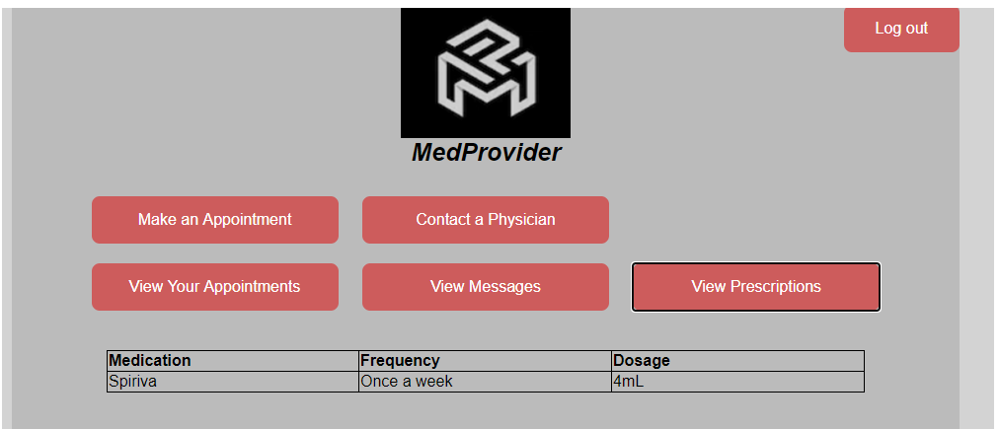 Log out
MedProvider
Make an Appointment
Contact a Physician
View Your Appointments
View Messages
View Prescriptions
Medication Frequency Dosage
Spiriva Once a week 4mL